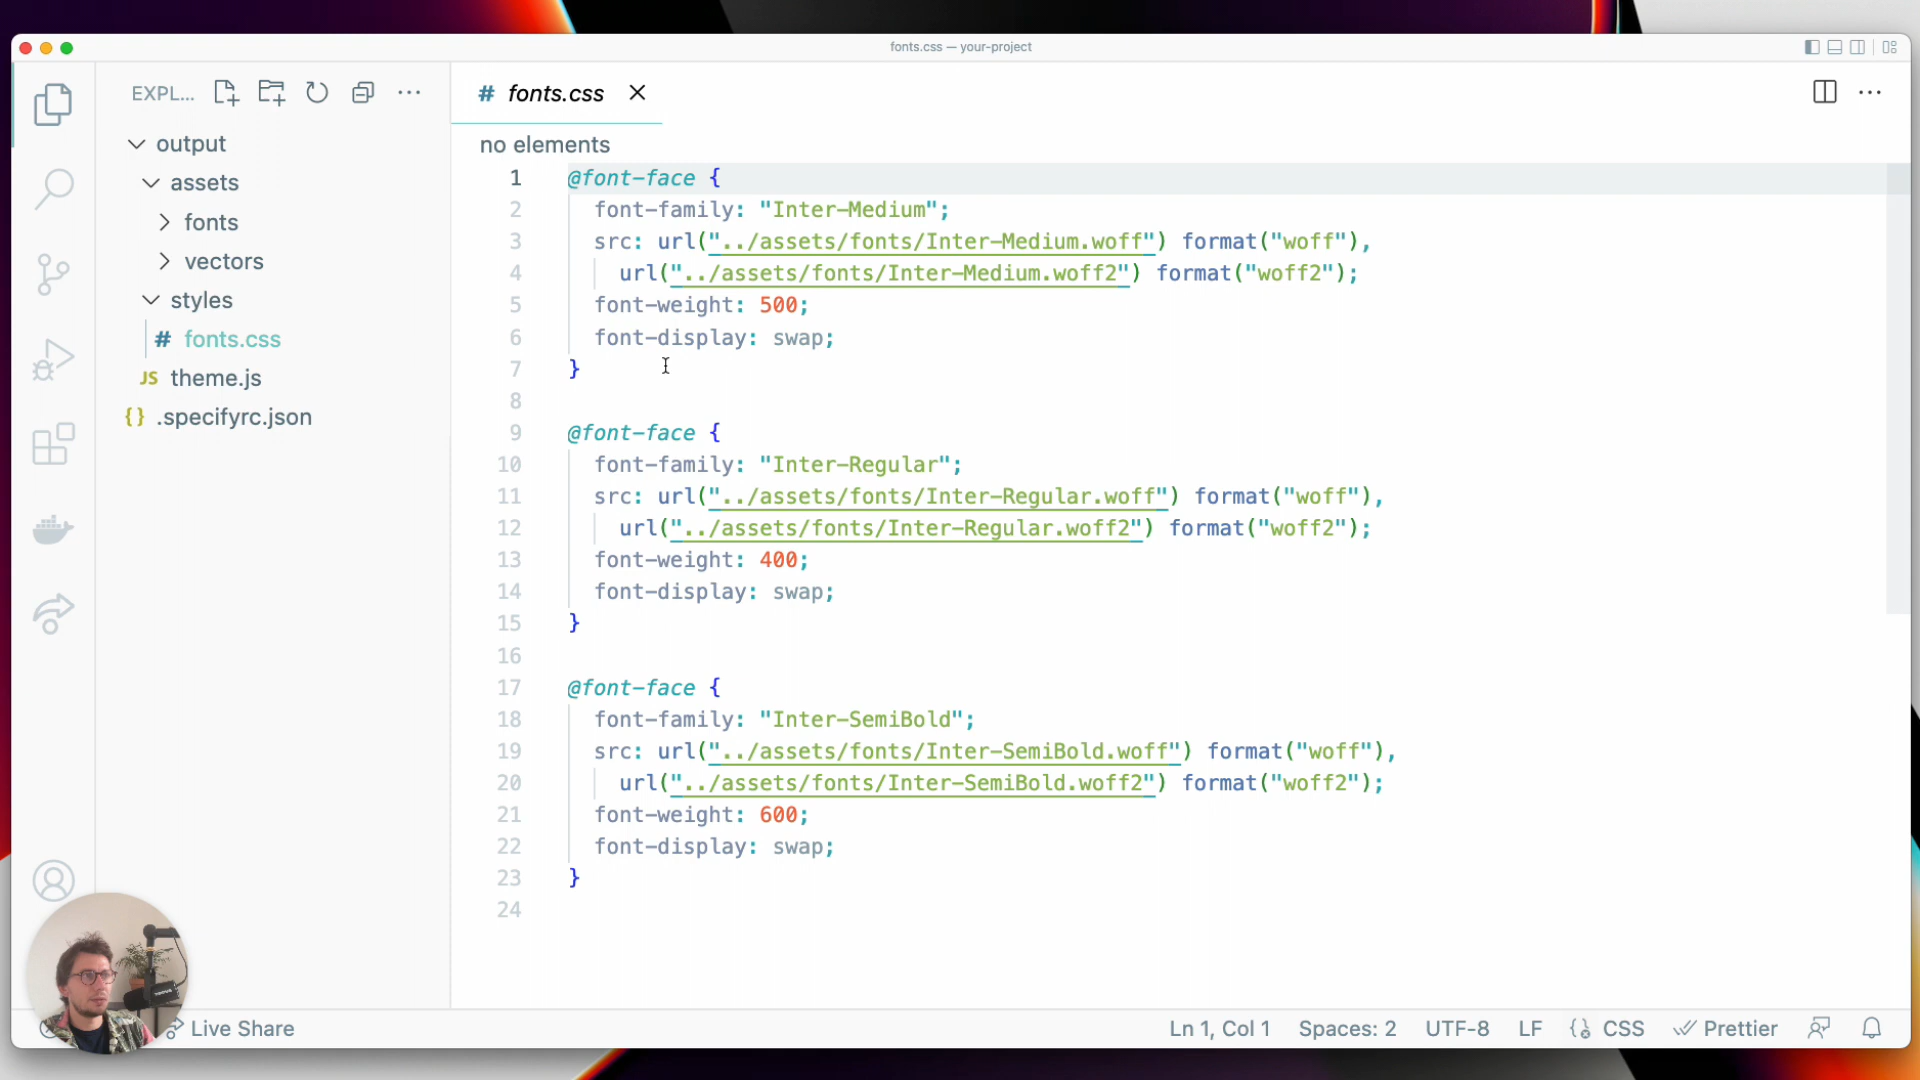 fonts.css — your-project
EXPL...
# fonts.css
output
assets
fonts
vectors
styles
# fonts.css
JS theme.js
{} .specifyrc.json
no elements
1 @font-face {
2 font-family: "Inter-Medium";
3 src: url("../assets/fonts/Inter-Medium.woff") format("woff"),
4 url("../assets/fonts/Inter-Medium.woff2") format("woff2");
5 font-weight: 500;
6 font-display: swap;
7 }
8
9 @font-face {
10 font-family: "Inter-Regular";
11 src: url("../assets/fonts/Inter-Regular.woff") format("woff"),
12 url("../assets/fonts/Inter-Regular.woff2") format("woff2");
13 font-weight: 400;
14 font-display: swap;
15 }
16
17 @font-face {
18 font-family: "Inter-SemiBold";
19 src: url("../assets/fonts/Inter-SemiBold.woff") format("woff"),
20 url("../assets/fonts/Inter-SemiBold.woff2") format("woff2");
21 font-weight: 600;
22 font-display: swap;
23 }
24
Live Share
Ln 1, Col 1 Spaces: 2 UTF-8 LF CSS Prettier